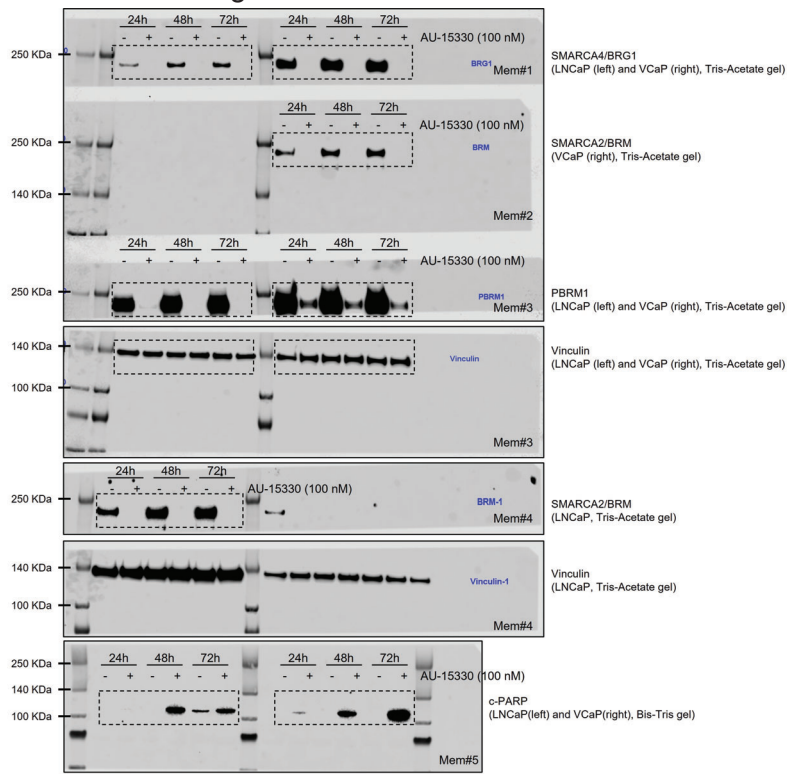 24h 48h 72h 24h 48h 72h
- + - + - + - + - + - + AU-15330 (100 nM)
250 KDa BRG1 Mem#1
SMARCA4/BRG1
(LNCaP (left) and VCaP (right), Tris-Acetate gel)
24h 48h 72h
- + - + - + AU-15330 (100 nM)
250 KDa BRM
SMARCA2/BRM
(VCaP (right), Tris-Acetate gel)
140 KDa
Mem#2
24h 48h 72h 24h 48h 72h
- + - + - + - + - + - + AU-15330 (100 nM)
250 KDa PBRM1 Mem#3
PBRM1
(LNCaP (left) and VCaP (right), Tris-Acetate gel)
140 KDa Vinculin
Vinculin
(LNCaP (left) and VCaP (right), Tris-Acetate gel)
100 KDa
Mem#3
24h 48h 72h
- + - + - + AU-15330 (100 nM)
250 KDa BRM-1 Mem#4
SMARCA2/BRM
(LNCaP, Tris-Acetate gel)
140 KDa Vinculin-1
Vinculin
(LNCaP, Tris-Acetate gel)
100 KDa
Mem#4
24h 48h 72h 24h 48h 72h
250 KDa
- + - + - + - + - + - + AU-15330 (100 nM)
140 KDa
100 KDa
c-PARP
(LNCaP(left) and VCaP(right), Bis-Tris gel)
Mem#5